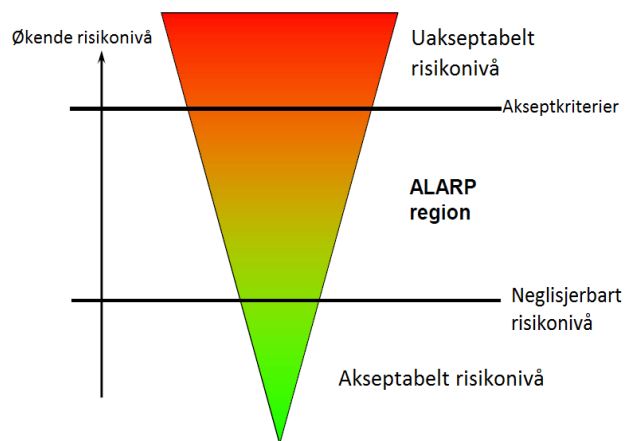 Økende risikonivå
Uakseptabelt
risikonivå
Akseptkriterier
ALARP
region
Neglisjerbart
risikonivå
Akseptabelt risikonivå